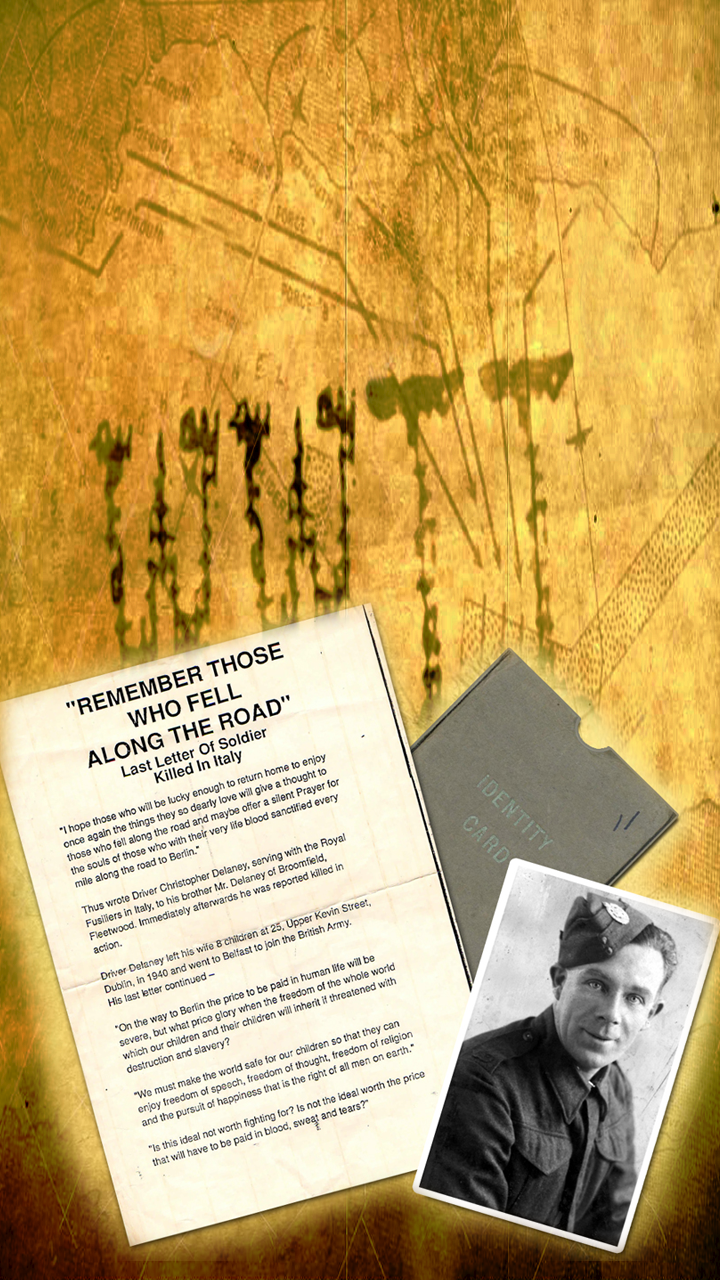 "REMEMBER THOSE
WHO FELL
ALONG THE ROAD"
Last Letter Of Soldier
Killed In Italy
"I hope those who will be lucky enough to return home to enjoy
once again the things they so dearly love will give a thought to
those who fell along the road and maybe offer a silent Prayer for
the souls of those who with their very life blood sanctified every
mile along the road to Berlin."
Thus wrote Driver Christopher Delaney, serving with the Royal
Fusiliers in Italy, to his brother Mr. Delaney of Broomfield,
Fleetwood. Immediately afterwards he was reported killed in
action.
Driver Delaney left his wife 8 children at 25, Upper Kevin Street,
Dublin, in 1940 and went to Belfast to join the British Army.
His last letter continued –
"On the way to Berlin the price to be paid in human life will be
severe, but what price glory when the freedom of the whole world
which our children and their children will inherit if threatened with
destruction and slavery?
"We must make the world safe for our children so that they can
enjoy freedom of speech, freedom of thought, freedom of religion
and the pursuit of happiness that is the right of all men on earth."
"Is this ideal not worth fighting for? Is not the ideal worth the price
that will have to be paid in blood, sweat and tears?"
IDENTITY
CARD
11
FORCE "B"